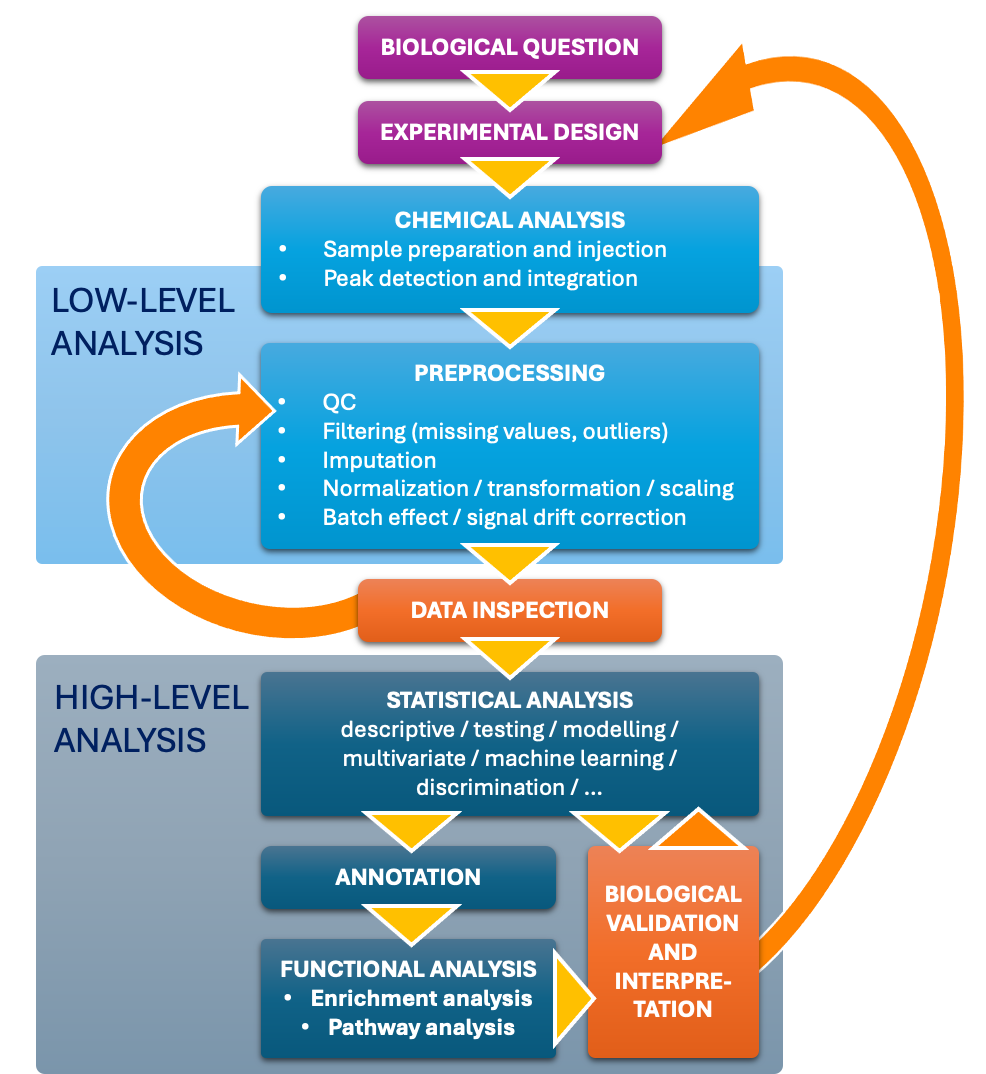 BIOLOGICAL QUESTION
EXPERIMENTAL DESIGN
CHEMICAL ANALYSIS
• Sample preparation and injection
• Peak detection and integration
LOW-LEVEL
ANALYSIS
PREPROCESSING
• QC
• Filtering (missing values, outliers)
• Imputation
• Normalization / transformation / scaling
• Batch effect / signal drift correction
DATA INSPECTION
HIGH-LEVEL
ANALYSIS
STATISTICAL ANALYSIS
descriptive / testing / modelling /
multivariate / machine learning /
discrimination / ...
ANNOTATION
FUNCTIONAL ANALYSIS
• Enrichment analysis
• Pathway analysis
BIOLOGICAL
VALIDATION
AND
INTERPRE-
TATION